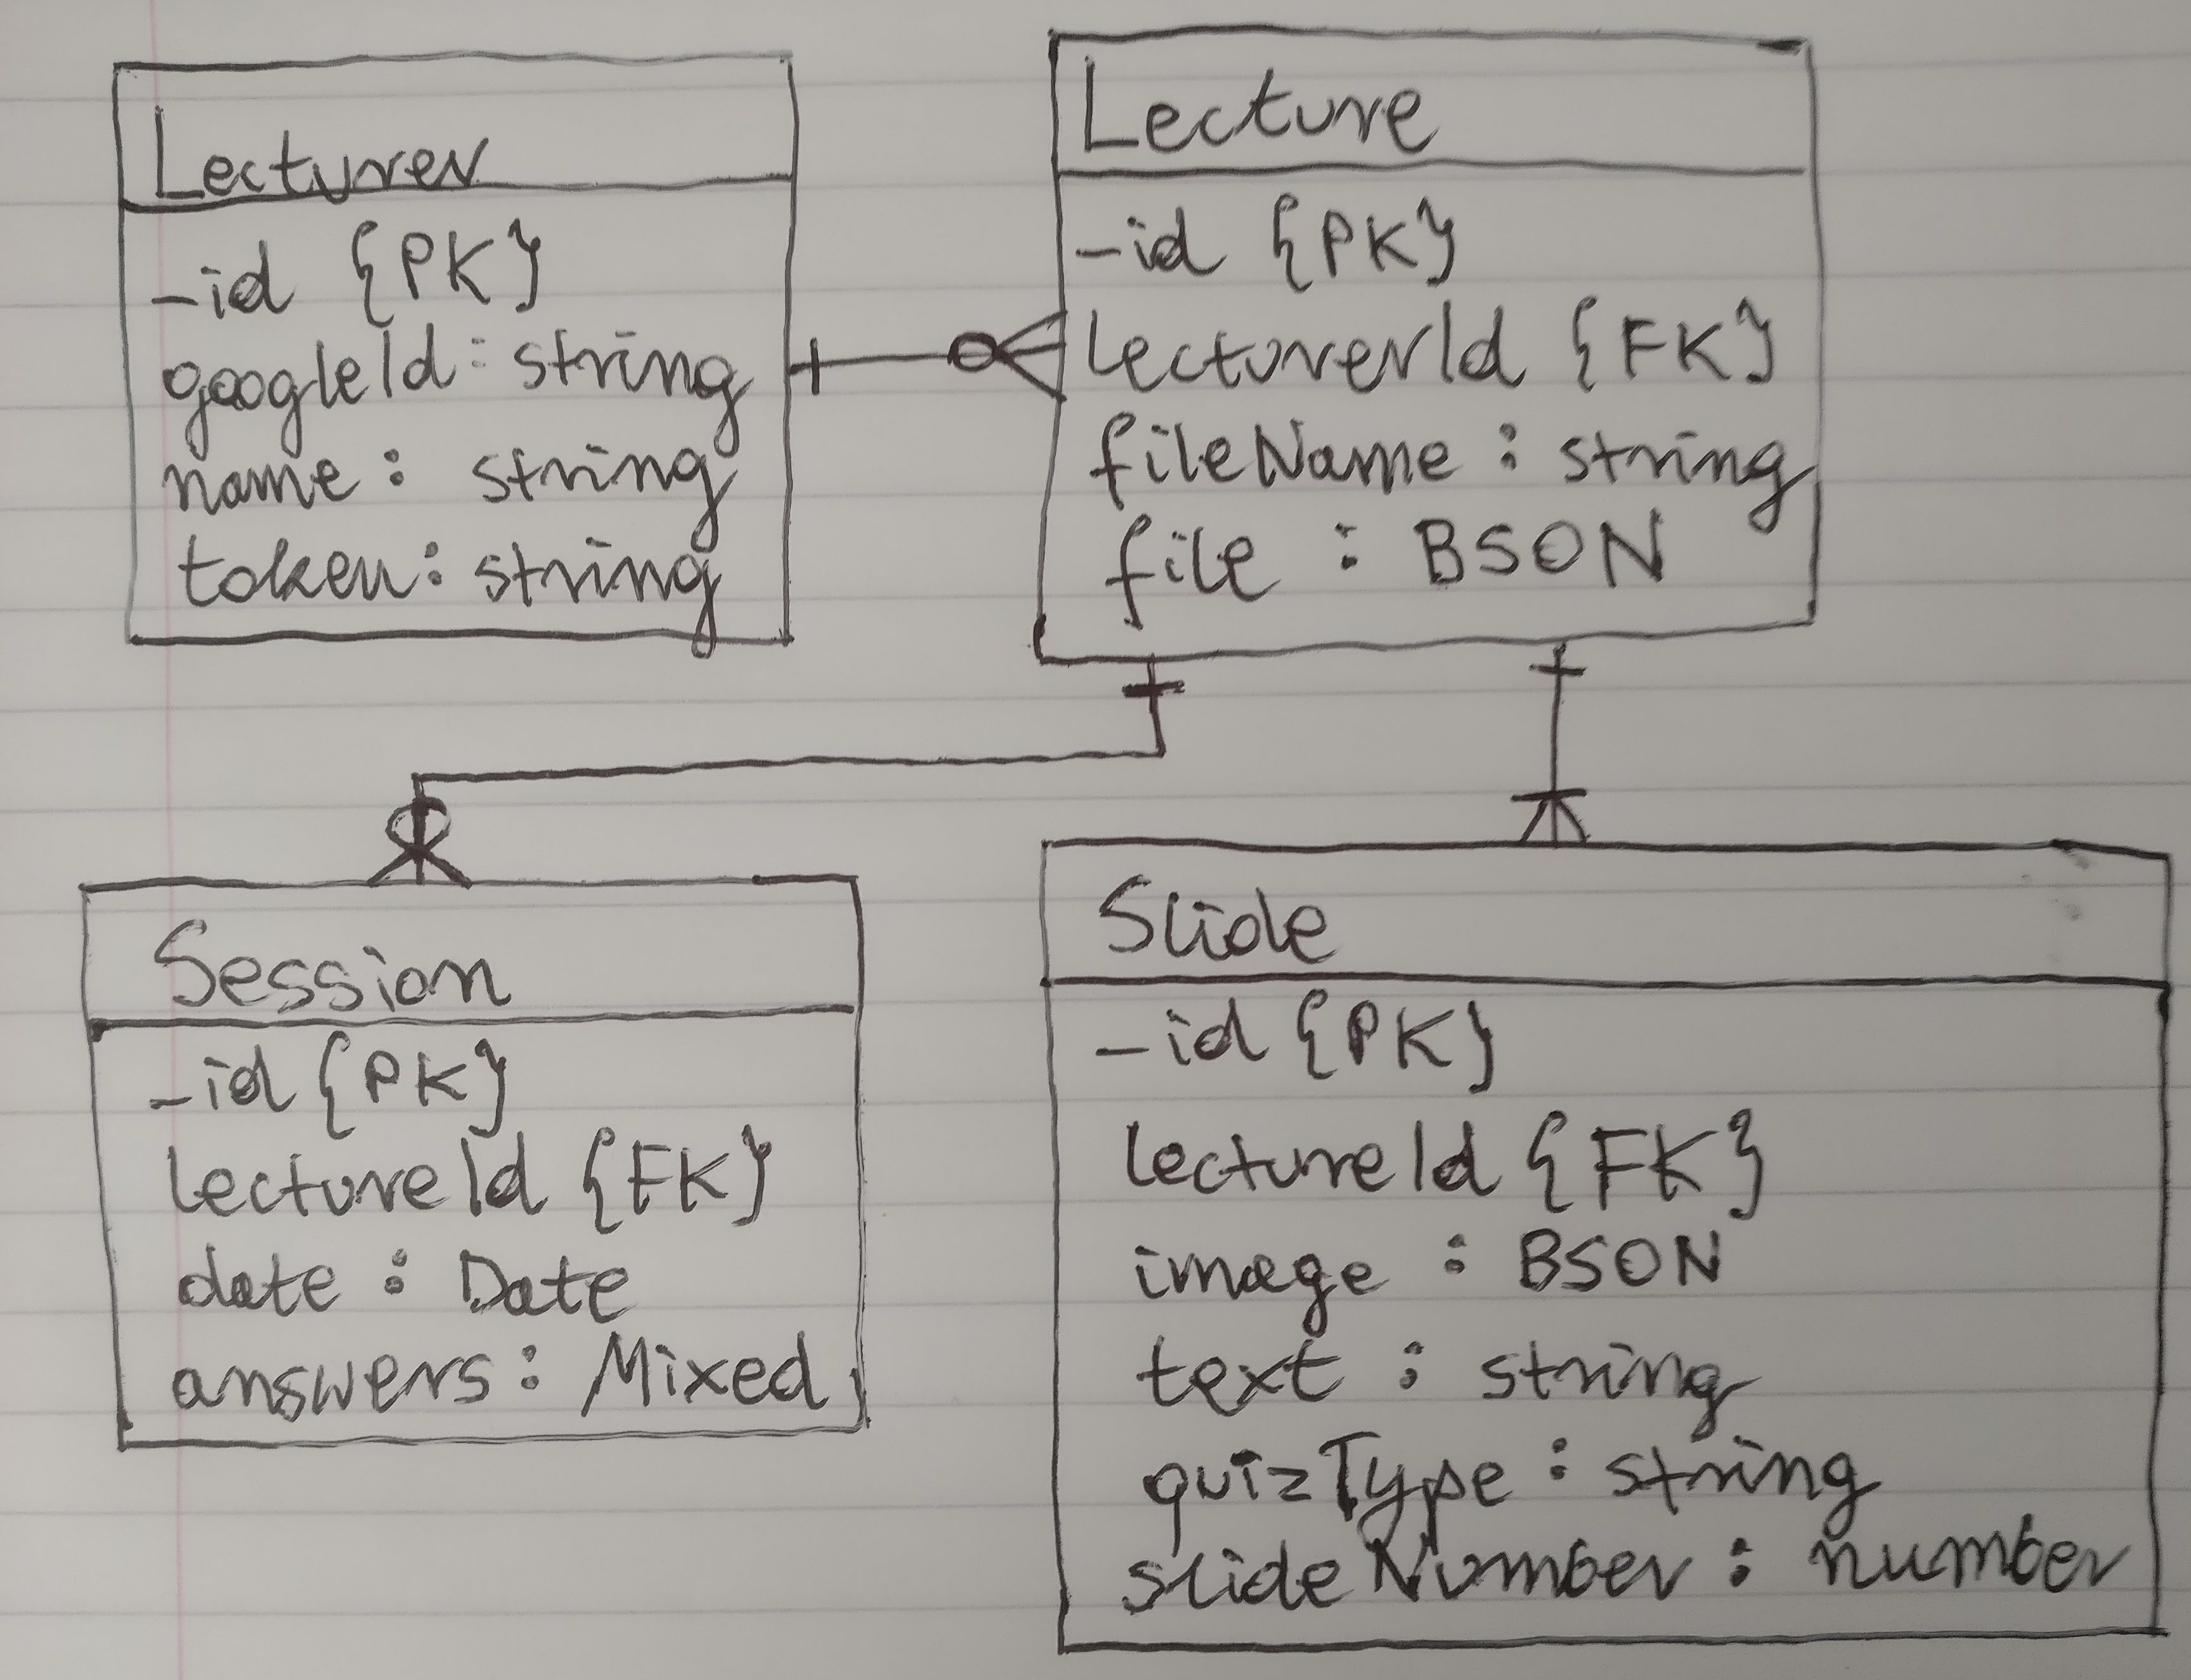 Lecturer
_id {PK}
googleId : string
name : string
token : string
Lecture
_id {PK}
lecturerId {FK}
fileName : string
file : BSON
Session
_id {PK}
lectureId {FK}
date : Date
answers : Mixed
Slide
_id {PK}
lectureId {FK}
image : BSON
text : string
quizType : string
slideNumber : number